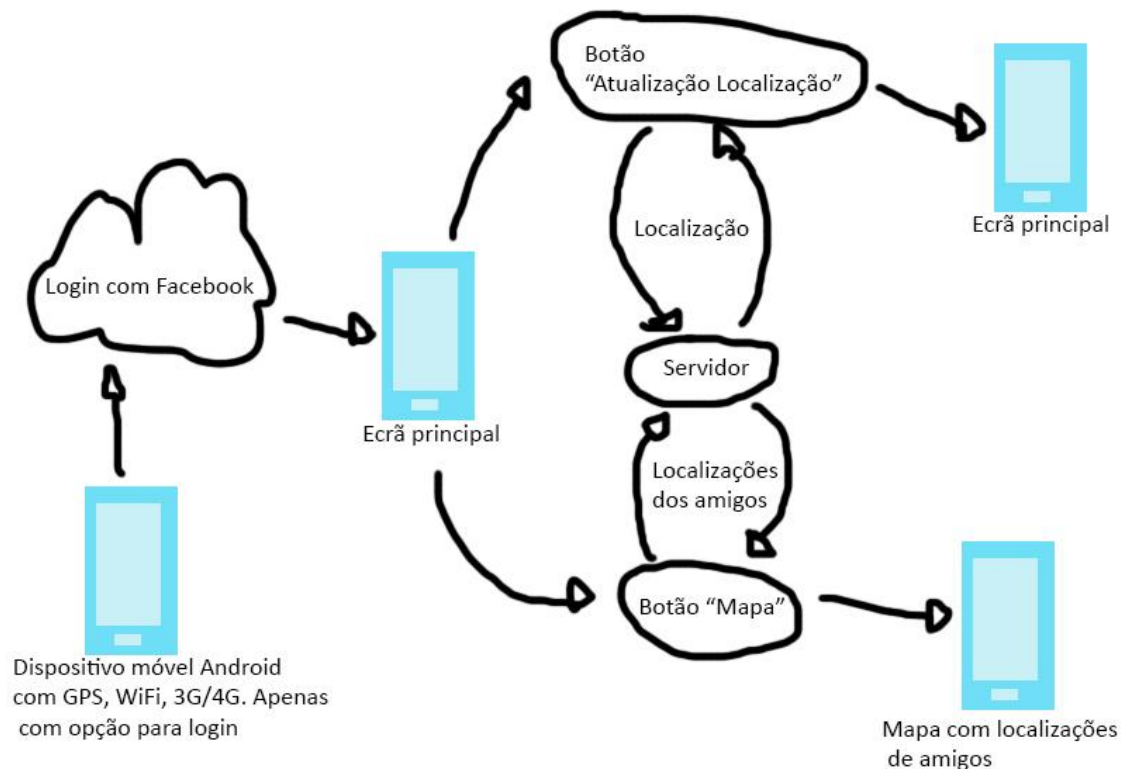 Botão
“Atualização Localização”
Ecrã principal
Localização
Login com Facebook
Servidor
Ecrã principal
Localizações
dos amigos
Botão “Mapa”
Dispositivo móvel Android
com GPS, WiFi, 3G/4G. Apenas
com opção para login
Mapa com localizações
de amigos